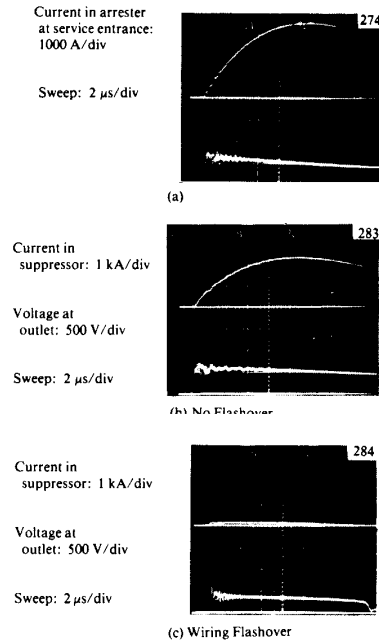 Current in arrester
at service entrance:
1000 A/div
274
Sweep: 2 μs/div
(a)
283
Current in
suppressor: 1 kA/div
Voltage at
outlet: 500 V/div
Sweep: 2 μs/div
(b) No Flashover
284
Current in
suppressor: 1 kA/div
Voltage at
outlet: 500 V/div
Sweep: 2 μs/div
(c) Wiring Flashover